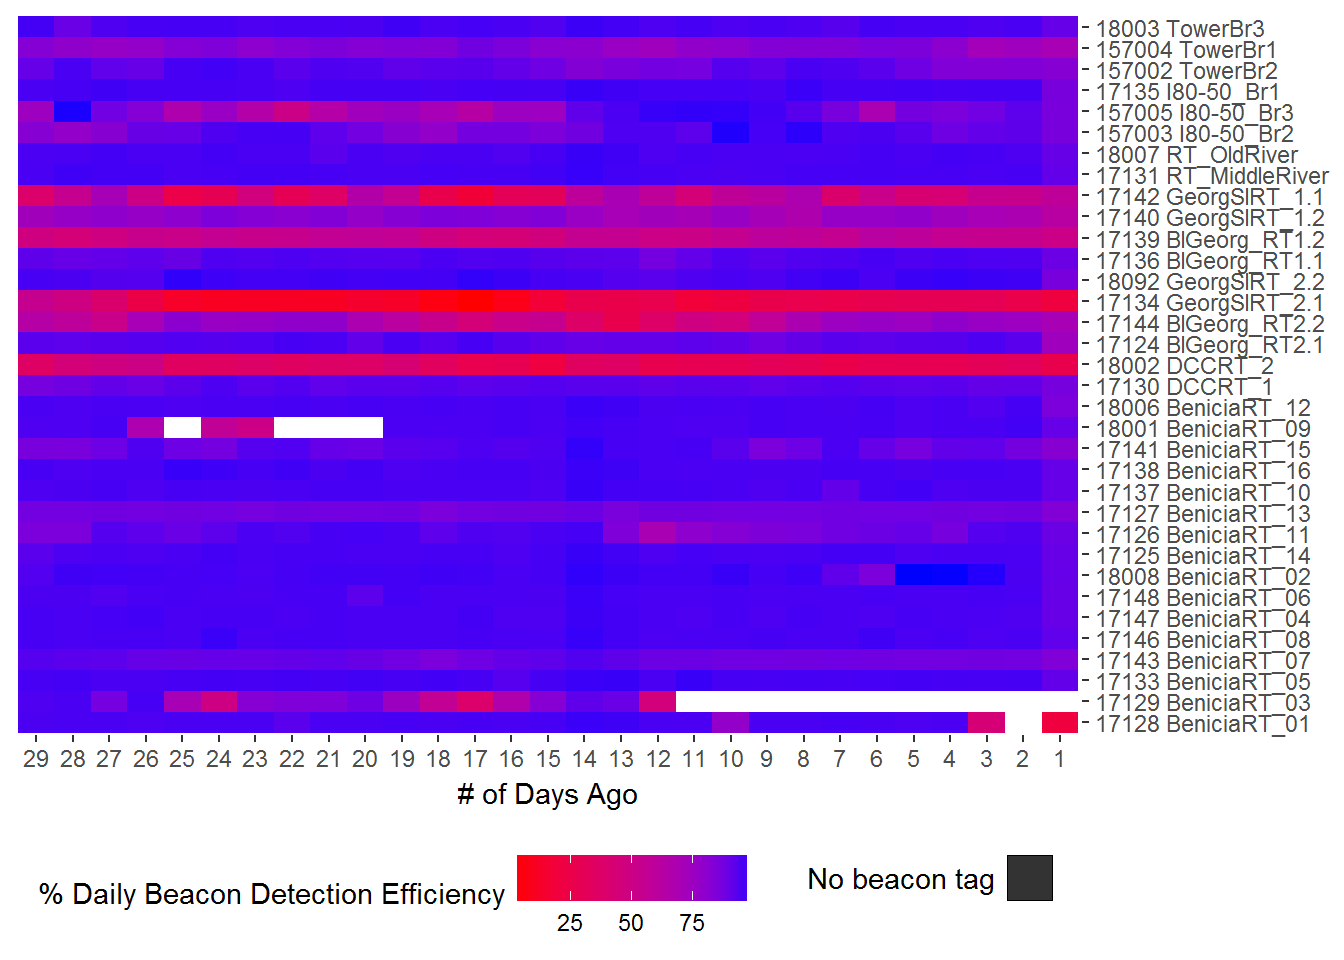 18003 TowerBr3
157004 TowerBr1
157002 TowerBr2
17135 I80-50_Br1
157005 I80-50_Br3
157003 I80-50_Br2
18007 RT_OldRiver
17131 RT_MiddleRiver
17142 GeorgSlRT_1.1
17140 GeorgSlRT_1.2
17139 BlGeorg_RT1.2
17136 BlGeorg_RT1.1
18092 GeorgSlRT_2.2
17134 GeorgSlRT_2.1
17144 BlGeorg_RT2.2
17124 BlGeorg_RT2.1
18002 DCCRT_2
17130 DCCRT_1
18006 BeniciaRT_12
18001 BeniciaRT_09
17141 BeniciaRT_15
17138 BeniciaRT_16
17137 BeniciaRT_10
17127 BeniciaRT_13
17126 BeniciaRT_11
17125 BeniciaRT_14
18008 BeniciaRT_02
17148 BeniciaRT_06
17147 BeniciaRT_04
17146 BeniciaRT_08
17143 BeniciaRT_07
17133 BeniciaRT_05
17129 BeniciaRT_03
17128 BeniciaRT_01
29 28 27 26 25 24 23 22 21 20 19 18 17 16 15 14 13 12 11 10 9 8 7 6 5 4 3 2 1
# of Days Ago
% Daily Beacon Detection Efficiency
25 50 75
No beacon tag